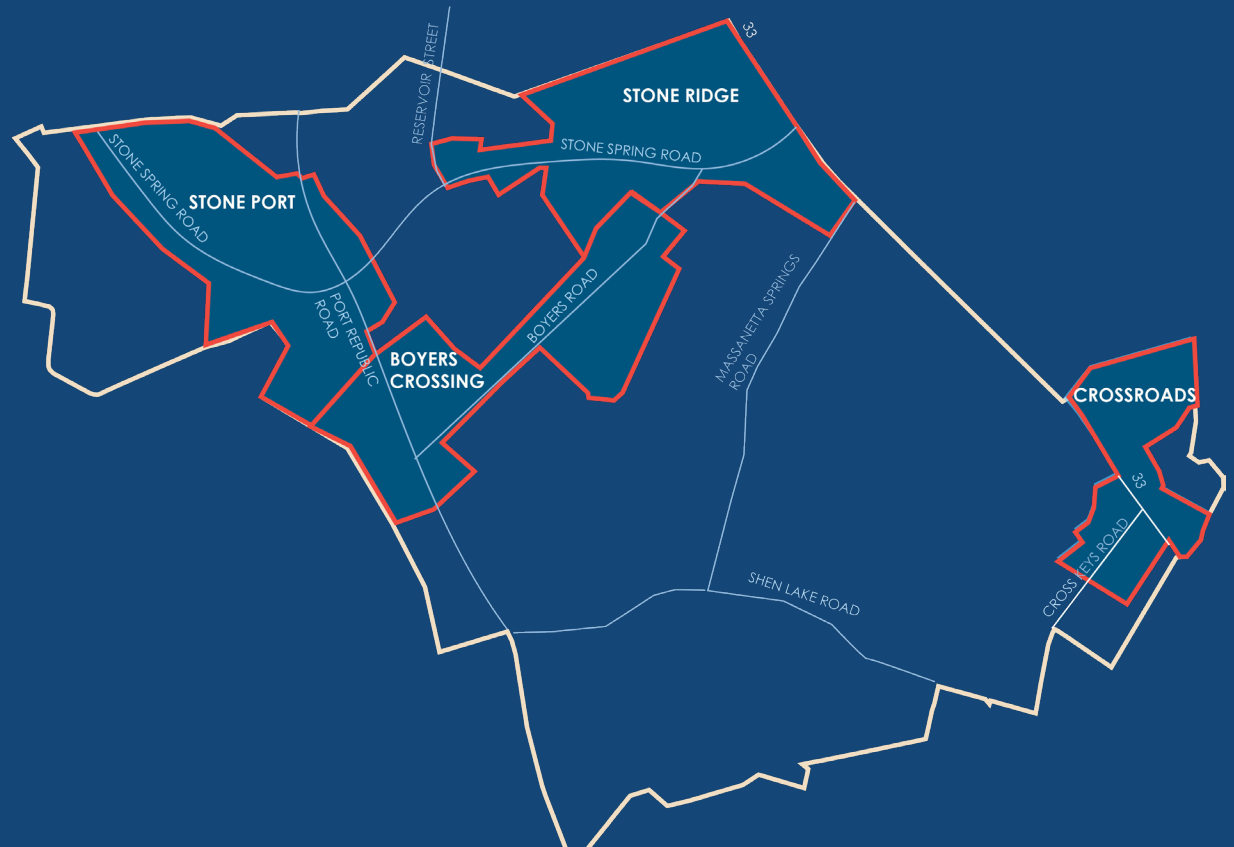 33
RESERVOIR STREET
STONE RIDGE
STONE SPRING ROAD
STONE SPRING ROAD
STONE PORT
MASSANETTA SPRINGS
ROAD
BOYERS ROAD
PORT REPUBLIC
ROAD
BOYERS
CROSSING
CROSSROADS
33
CROSS KEYS ROAD
SHEN LAKE ROAD